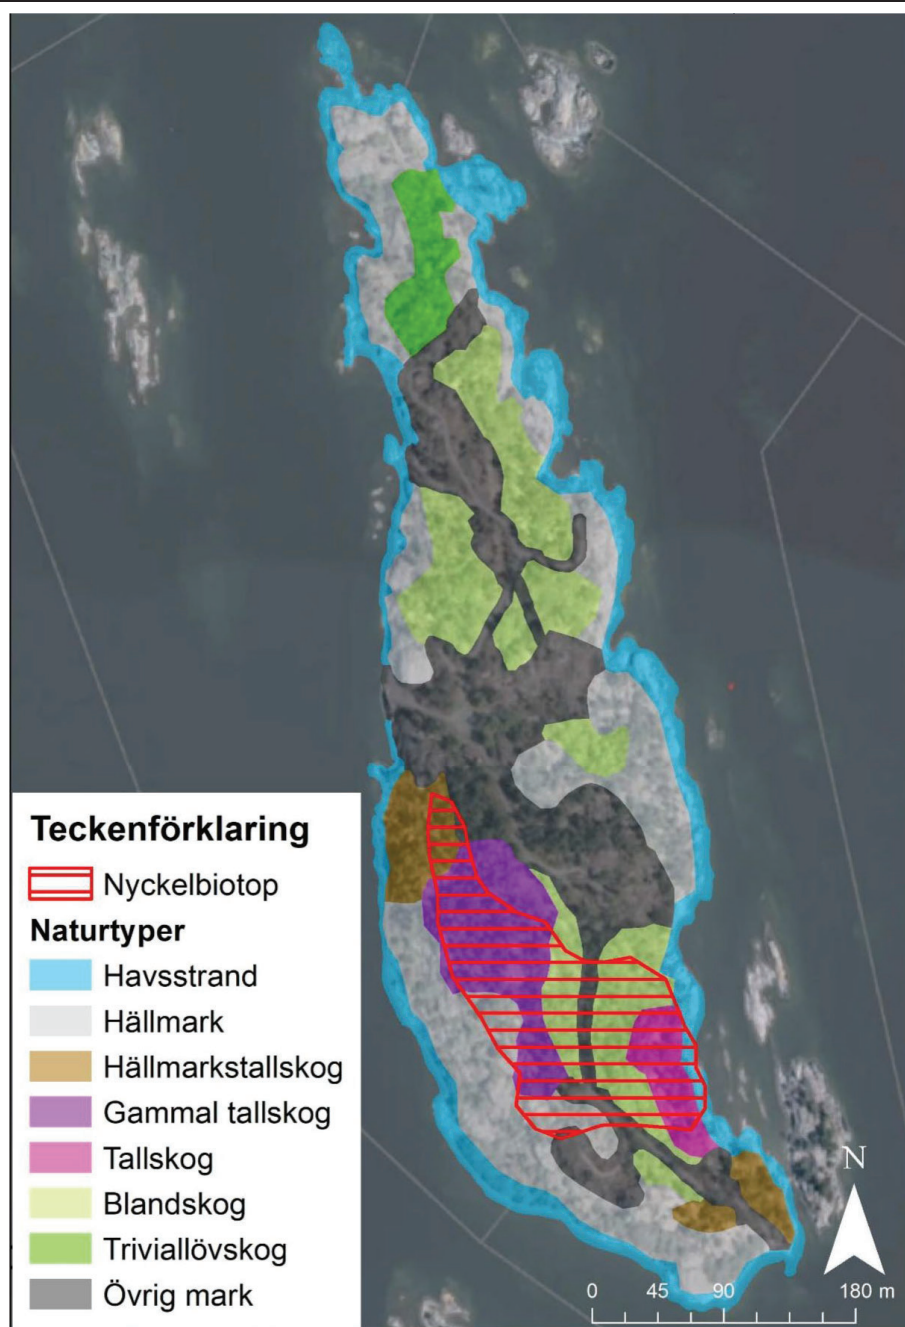 Teckenförklaring
Nyckelbiotop
Naturtyper
Havsstrand
Hällmark
Hällmarkstallskog
Gammal tallskog
Tallskog
Blandskog
Triviallövskog
Övrig mark
N
0 45 90 180 m